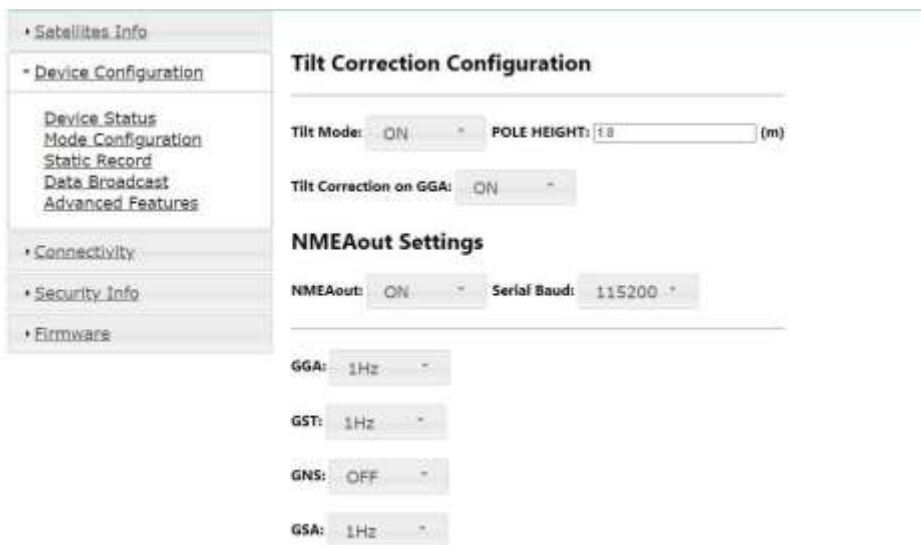 Satellites Info
Device Configuration
Device Status
Mode Configuration
Static Record
Data Broadcast
Advanced Features
Connectivity
Security Info
Firmware
Tilt Correction Configuration
Tilt Mode: ON POLE HEIGHT: 1.8 (m)
Tilt Correction on GGA: ON
NMEAout Settings
NMEAout: ON Serial Baud: 115200
GGA: 1Hz
GST: 1Hz
GNS: OFF
GSA: 1Hz